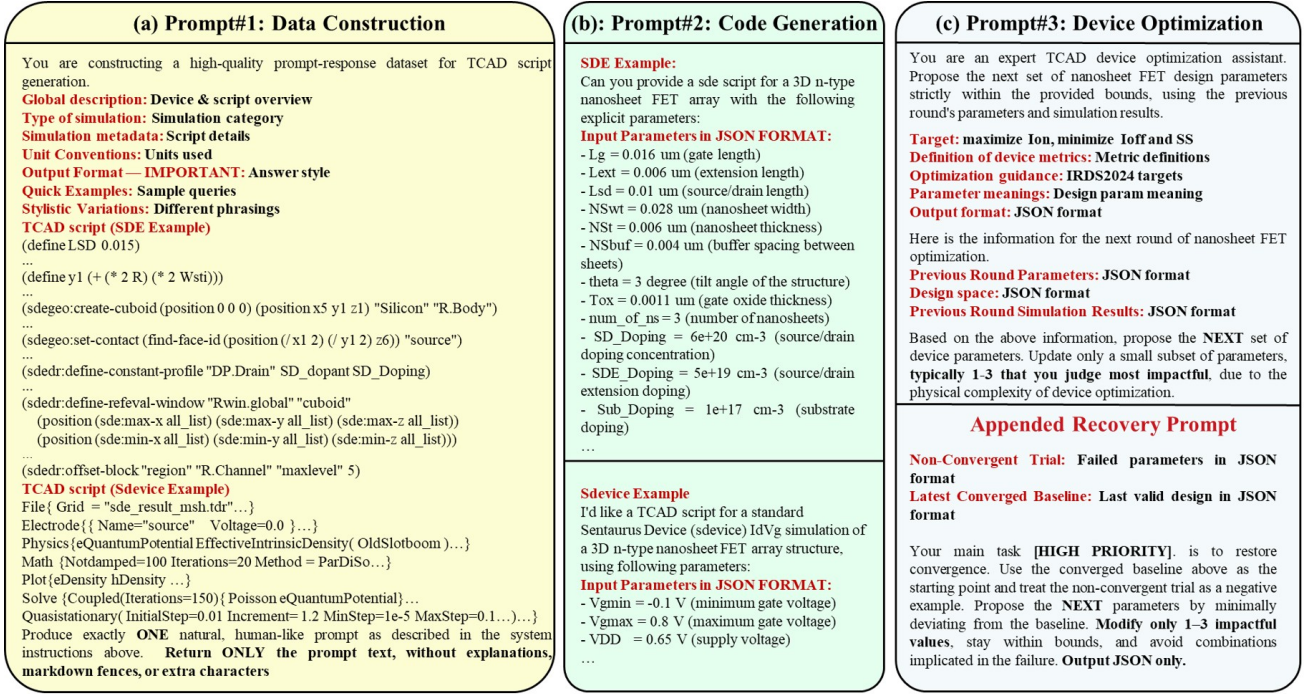 (a) Prompt#1: Data Construction
You are constructing a high-quality prompt-response dataset for TCAD script
generation.
Global description: Device & script overview
Type of simulation: Simulation category
Simulation metadata: Script details
Unit Conventions: Units used
Output Format — IMPORTANT: Answer style
Quick Examples: Sample queries
Stylistic Variations: Different phrasings
TCAD script (SDE Example)
(define LSD 0.015)
...
(define y1 (+ (* 2 R) (* 2 Wsti)))
...
(sdegeo:create-cuboid (position 0 0 0) (position x5 y1 z1) "Silicon" "R.Body")
...
(sdegeo:set-contact (find-face-id (position (/ x1 2) (/ y1 2) z6)) "source")
...
(sdedr:define-constant-profile "DP.Drain" SD_dopant SD_Doping)
...
(sdedr:define-refeval-window "Rwin.global" "cuboid"
(position (sde:max-x all_list) (sde:max-y all_list) (sde:max-z all_list))
(position (sde:min-x all_list) (sde:min-y all_list) (sde:min-z all_list)))
...
(sdedr:offset-block "region" "R.Channel" "maxlevel" 5)
TCAD script (Sdevice Example)
File{ Grid = "sde_result_msh.tdr"...}
Electrode{{ Name="source" Voltage=0.0 }…}
Physics{eQuantumPotential EffectiveIntrinsicDensity( OldSlotboom )…}
Math {Notdamped=100 Iterations=20 Method = ParDiSo…}
Plot{eDensity hDensity …}
Solve {Coupled(Iterations=150){ Poisson eQuantumPotential}…
Quasistationary( InitialStep=0.01 Increment= 1.2 MinStep=1e-5 MaxStep=0.1…)…}
Produce exactly ONE natural, human-like prompt as described in the system
instructions above. Return ONLY the prompt text, without explanations,
markdown fences, or extra characters
(b): Prompt#2: Code Generation
SDE Example:
Can you provide a sde script for a 3D n-type
nanosheet FET array with the following
explicit parameters:
Input Parameters in JSON FORMAT:
- Lg = 0.016 um (gate length)
- Lext = 0.006 um (extension length)
- Lsd = 0.01 um (source/drain length)
- NSwt = 0.028 um (nanosheet width)
- NSt = 0.006 um (nanosheet thickness)
- NSbuf = 0.004 um (buffer spacing between
sheets)
- theta = 3 degree (tilt angle of the structure)
- Tox = 0.0011 um (gate oxide thickness)
- num_of_ns = 3 (number of nanosheets)
- SD_Doping = 6e+20 cm-3 (source/drain
doping concentration)
- SDE_Doping = 5e+19 cm-3 (source/drain
extension doping)
- Sub_Doping = 1e+17 cm-3 (substrate
doping)
…
Sdevice Example
I'd like a TCAD script for a standard
Sentaurus Device (sdevice) IdVg simulation of
a 3D n-type nanosheet FET array structure,
using following parameters:
Input Parameters in JSON FORMAT:
- Vgmin = -0.1 V (minimum gate voltage)
- Vgmax = 0.8 V (maximum gate voltage)
- VDD = 0.65 V (supply voltage)
…
(c) Prompt#3: Device Optimization
You are an expert TCAD device optimization assistant.
Propose the next set of nanosheet FET design parameters
strictly within the provided bounds, using the previous
round's parameters and simulation results.
Target: maximize Ion, minimize Ioff and SS
Definition of device metrics: Metric definitions
Optimization guidance: IRDS2024 targets
Parameter meanings: Design param meaning
Output format: JSON format
Here is the information for the next round of nanosheet FET
optimization.
Previous Round Parameters: JSON format
Design space: JSON format
Previous Round Simulation Results: JSON format
Based on the above information, propose the NEXT set of
device parameters. Update only a small subset of parameters,
typically 1-3 that you judge most impactful, due to the
physical complexity of device optimization.
Appended Recovery Prompt
Non-Convergent Trial: Failed parameters in JSON
format
Latest Converged Baseline: Last valid design in JSON
format
Your main task [HIGH PRIORITY]. is to restore
convergence. Use the converged baseline above as the
starting point and treat the non-convergent trial as a negative
example. Propose the NEXT parameters by minimally
deviating from the baseline. Modify only 1–3 impactful
values, stay within bounds, and avoid combinations
implicated in the failure. Output JSON only.